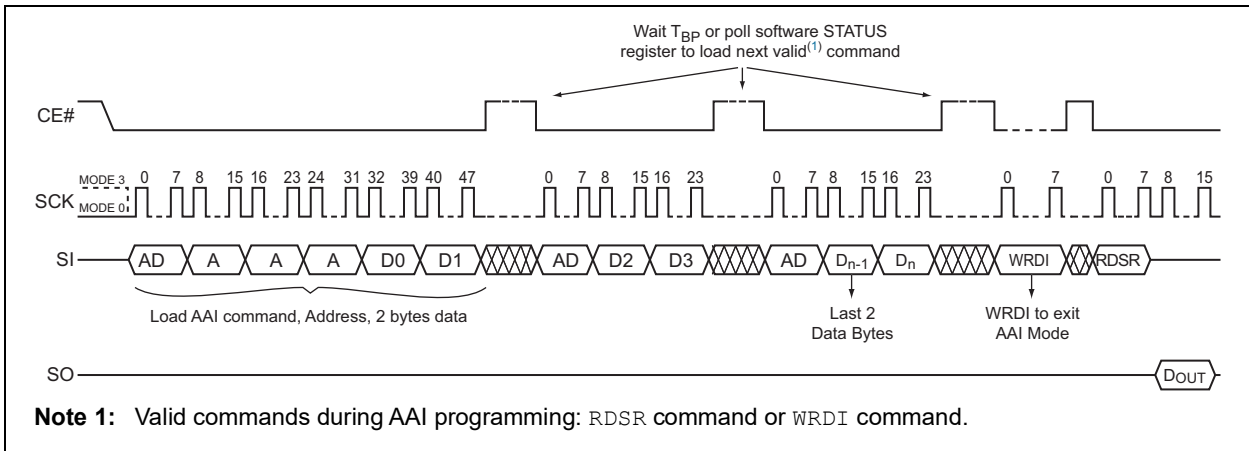 Wait TBP or poll software STATUS
register to load next valid(1) command
CE#
MODE 3
0 7 8 15 16 23 24 31 32 39 40 47 0 7 8 15 16 23 0 7 8 15 16 23 0 7 0 7 8 15
SCK
MODE 0
SI
AD A A A D0 D1 AD D2 D3 AD Dn-1 Dn WRDI RDSR
Load AAI command, Address, 2 bytes data
Last 2
Data Bytes
WRDI to exit
AAI Mode
SO
DOUT
Note 1: Valid commands during AAI programming: RDSR command or WRDI command.